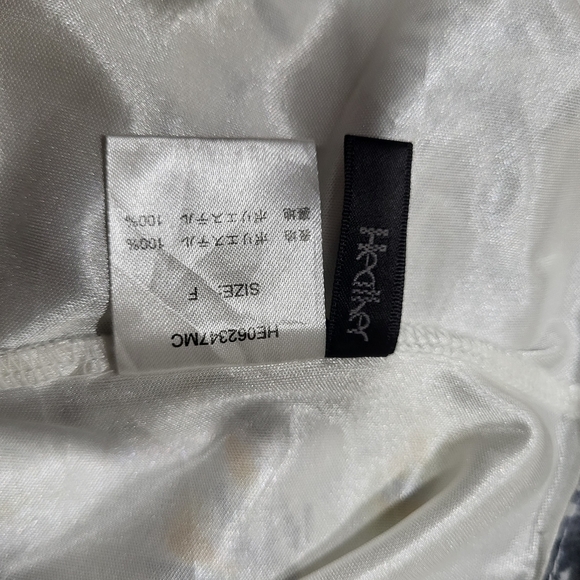 HE062347MC
SIZE: F
表地 ポリエステル 100%
裏地 ポリエステル 100%
Heather